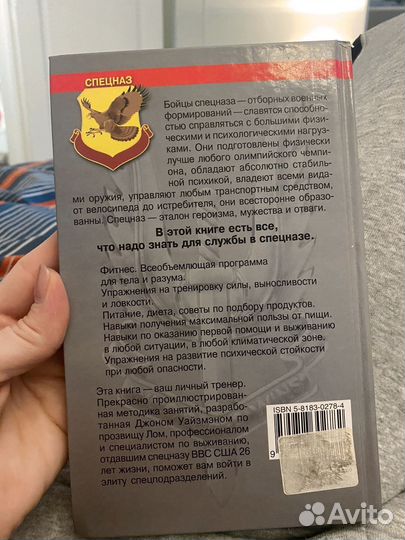 СПЕЦНАЗ
Бойцы спецназа — отборных военных
формирований — славятся способно-
стью справляться с большими физи-
ческими и психологическими нагруз-
ками. Они подготовлены физически
лучше любого олимпийского чемпи-
она, обладают абсолютно стабиль-
ной психикой, владеют всеми вида-
ми оружия, управляют любым транспортным средством,
от велосипеда до истребителя, они всесторонне образо-
ванны. Спецназ — эталон героизма, мужества и отваги.
В этой книге есть все,
что надо знать для службы в спецназе.
Фитнес. Всеобъемлющая программа
для тела и разума.
Упражнения на тренировку силы, выносливости
и ловкости.
Питание, диета, советы по подбору продуктов.
Навыки получения максимальной пользы от пищи.
Навыки по оказанию первой помощи и выживанию
в любой ситуации, в любой климатической зоне.
Упражнения на развитие психической стойкости
при любой опасности.
Эта книга — ваш личный тренер.
Прекрасно проиллюстрирован-
ная методика занятий, разрабо-
танная Джоном Уайзмэном по
прозвищу Лом, профессионалом
и специалистом по выживанию,
отдавшим спецназу ВВС США 26
лет жизни, поможет вам войти в
элиту спецподразделений.
ISBN 5-8183-0278-4
9
Avito